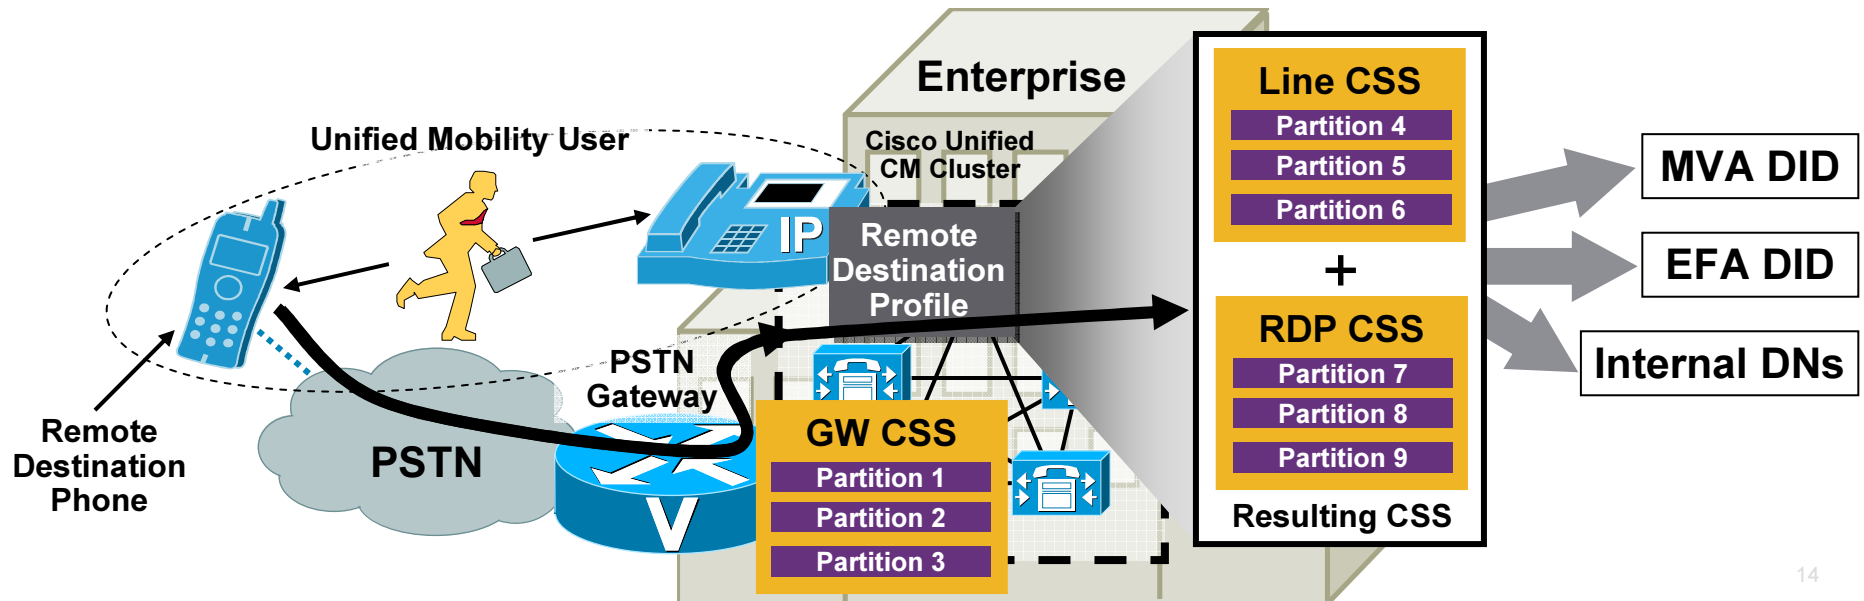 Enterprise
Unified Mobility User
Cisco Unified
CM Cluster
IP
Remote
Destination
Profile
PSTN
Gateway
Remote
Destination
Phone
PSTN
V
GW CSS
Partition 1
Partition 2
Partition 3
Line CSS
Partition 4
Partition 5
Partition 6
+
RDP CSS
Partition 7
Partition 8
Partition 9
Resulting CSS
MVA DID
EFA DID
Internal DNs
14